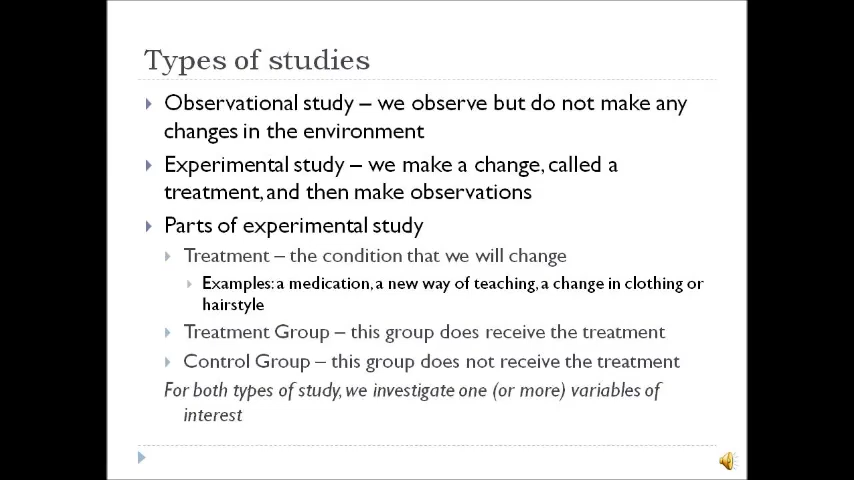 Types of studies
Observational study – we observe but do not make any
changes in the environment
Experimental study – we make a change, called a
treatment, and then make observations
Parts of experimental study
Treatment – the condition that we will change
Examples: a medication, a new way of teaching, a change in clothing or
hairstyle
Treatment Group – this group does receive the treatment
Control Group – this group does not receive the treatment
For both types of study, we investigate one (or more) variables of
interest